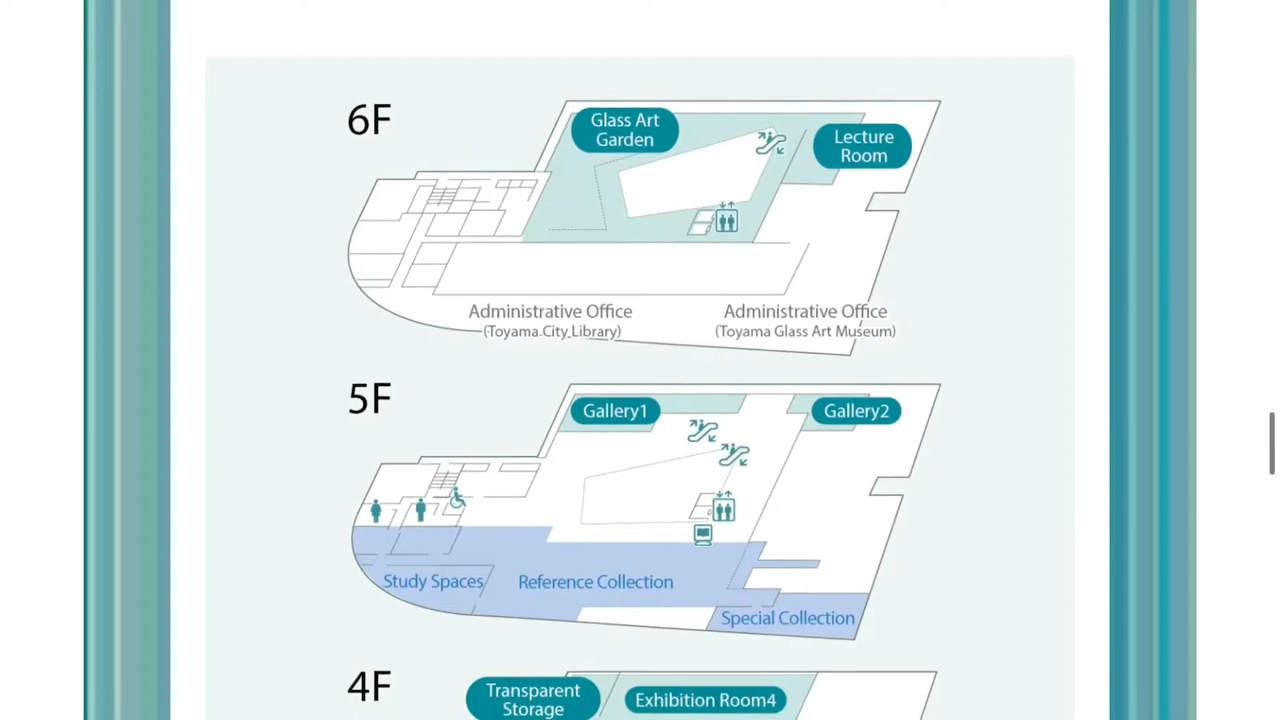 6F
Glass Art
Garden
Lecture
Room
Administrative Office
(Toyama City Library)
Administrative Office
(Toyama Glass Art Museum)
5F
Gallery1
Gallery2
Study Spaces
Reference Collection
Special Collection
4F
Transparent
Storage
Exhibition Room4